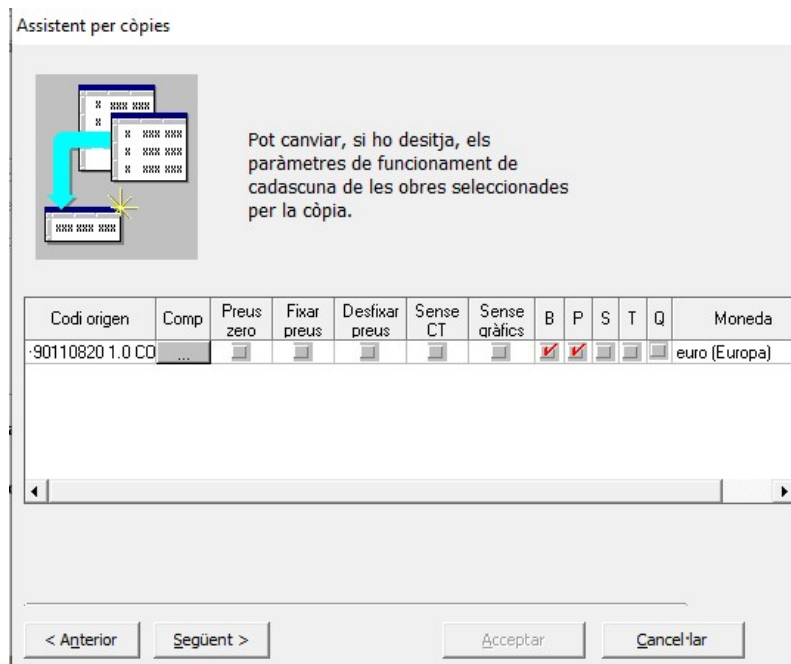 Assistent per còpies
Pot canviar, si ho desitja, els
paràmetres de funcionament de
cadascuna de les obres seleccionades
per la còpia.
Codi origen Comp Preus zero Fixar preus Desfixar preus Sense CT Sense gràfics B P S T Q Moneda
·90110820 1.0 CO ... euro (Europa)
< Anterior Següent > Acceptar Cancel·lar